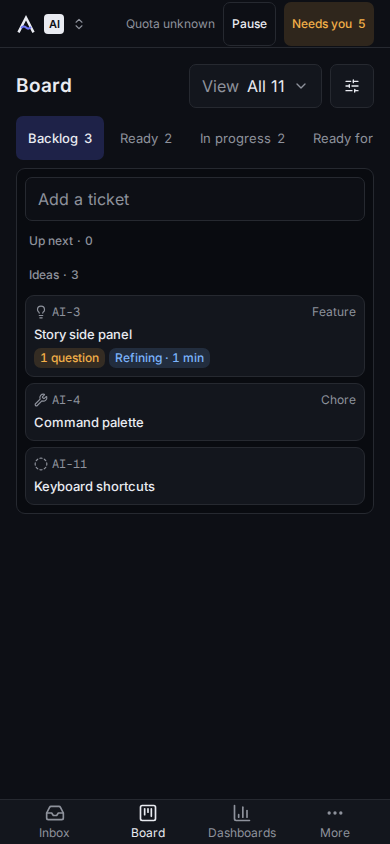 AI
Quota unknown
Pause
Needs you 5
Board
View All 11
Backlog 3
Ready 2
In progress 2
Ready for
Add a ticket
Up next · 0
Ideas · 3
AI-3
Feature
Story side panel
1 question
Refining · 1 min
AI-4
Chore
Command palette
AI-11
Keyboard shortcuts
Inbox
Board
Dashboards
More